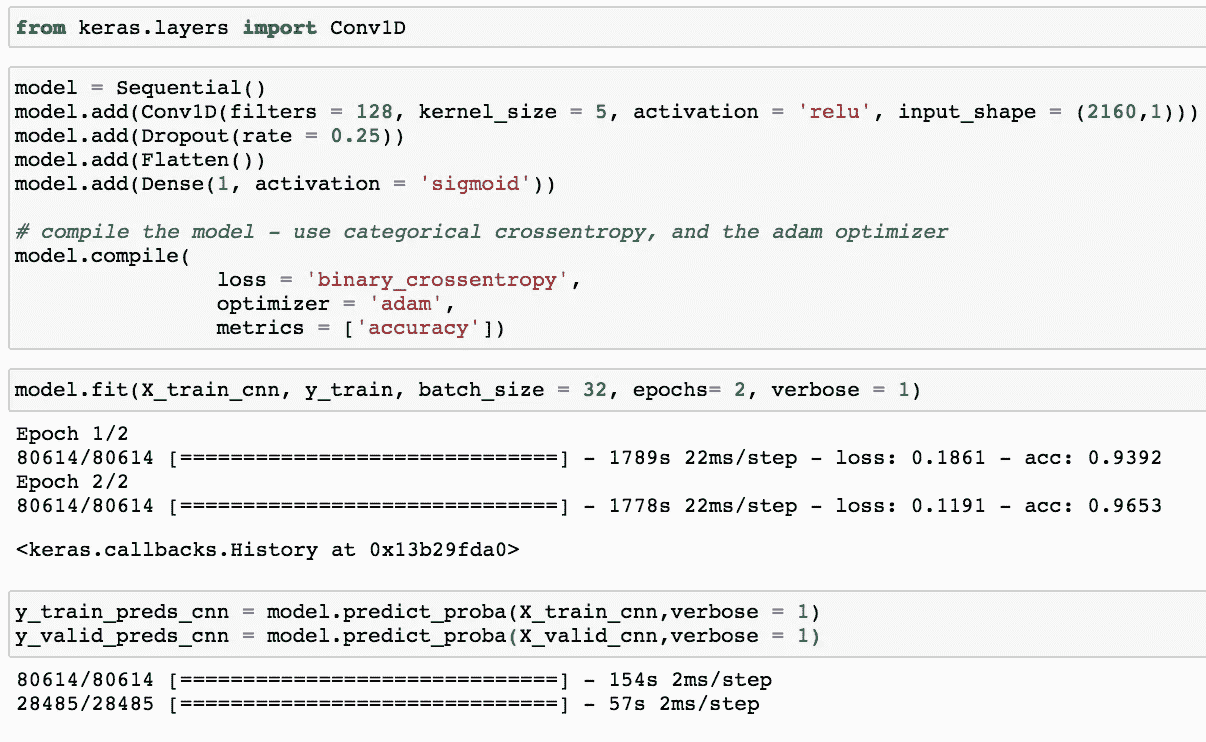 from keras.layers import Conv1D
model = Sequential()
model.add(Conv1D(filters = 128, kernel_size = 5, activation = 'relu', input_shape = (2160,1)))
model.add(Dropout(rate = 0.25))
model.add(Flatten())
model.add(Dense(1, activation = 'sigmoid'))
# compile the model - use categorical crossentropy, and the adam optimizer
model.compile(
loss = 'binary_crossentropy',
optimizer = 'adam',
metrics = ['accuracy'])
model.fit(X_train_cnn, y_train, batch_size = 32, epochs= 2, verbose = 1)
Epoch 1/2
80614/80614 [==============================] - 1789s 22ms/step - loss: 0.1861 - acc: 0.9392
Epoch 2/2
80614/80614 [==============================] - 1778s 22ms/step - loss: 0.1191 - acc: 0.9653
<keras.callbacks.History at 0x13b29fda0>
y_train_preds_cnn = model.predict_proba(X_train_cnn,verbose = 1)
y_valid_preds_cnn = model.predict_proba(X_valid_cnn,verbose = 1)
80614/80614 [==============================] - 154s 2ms/step
28485/28485 [==============================] - 57s 2ms/step